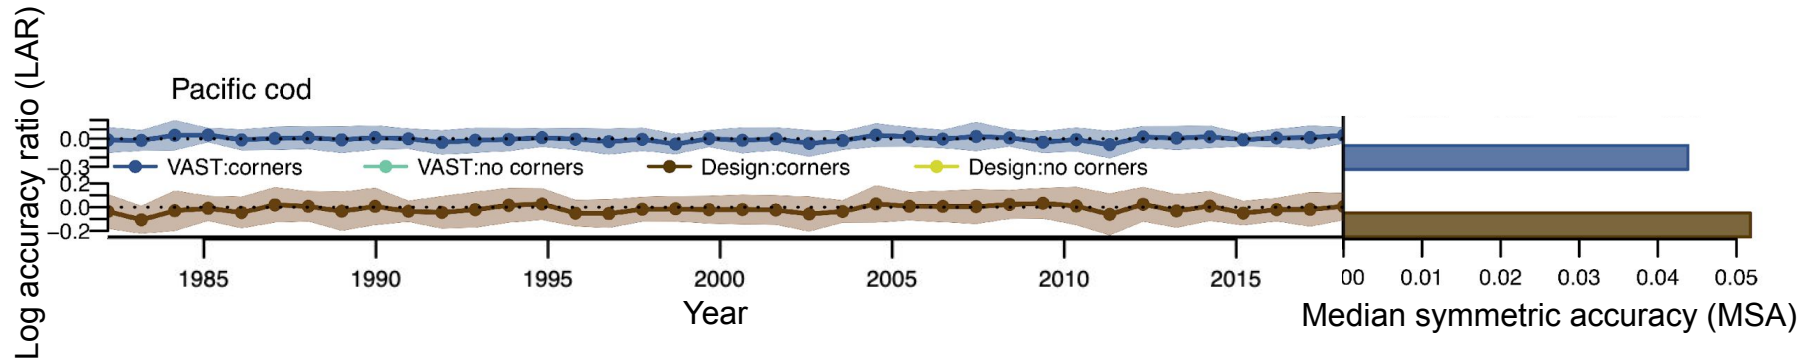 Log accuracy ratio (LAR)
Pacific cod
0.0
−0.3
VAST:corners VAST:no corners Design:corners Design:no corners
0.2
0.0
−0.2
1985 1990 1995 2000 2005 2010 2015
00 0.01 0.02 0.03 0.04 0.05
Year
Median symmetric accuracy (MSA)